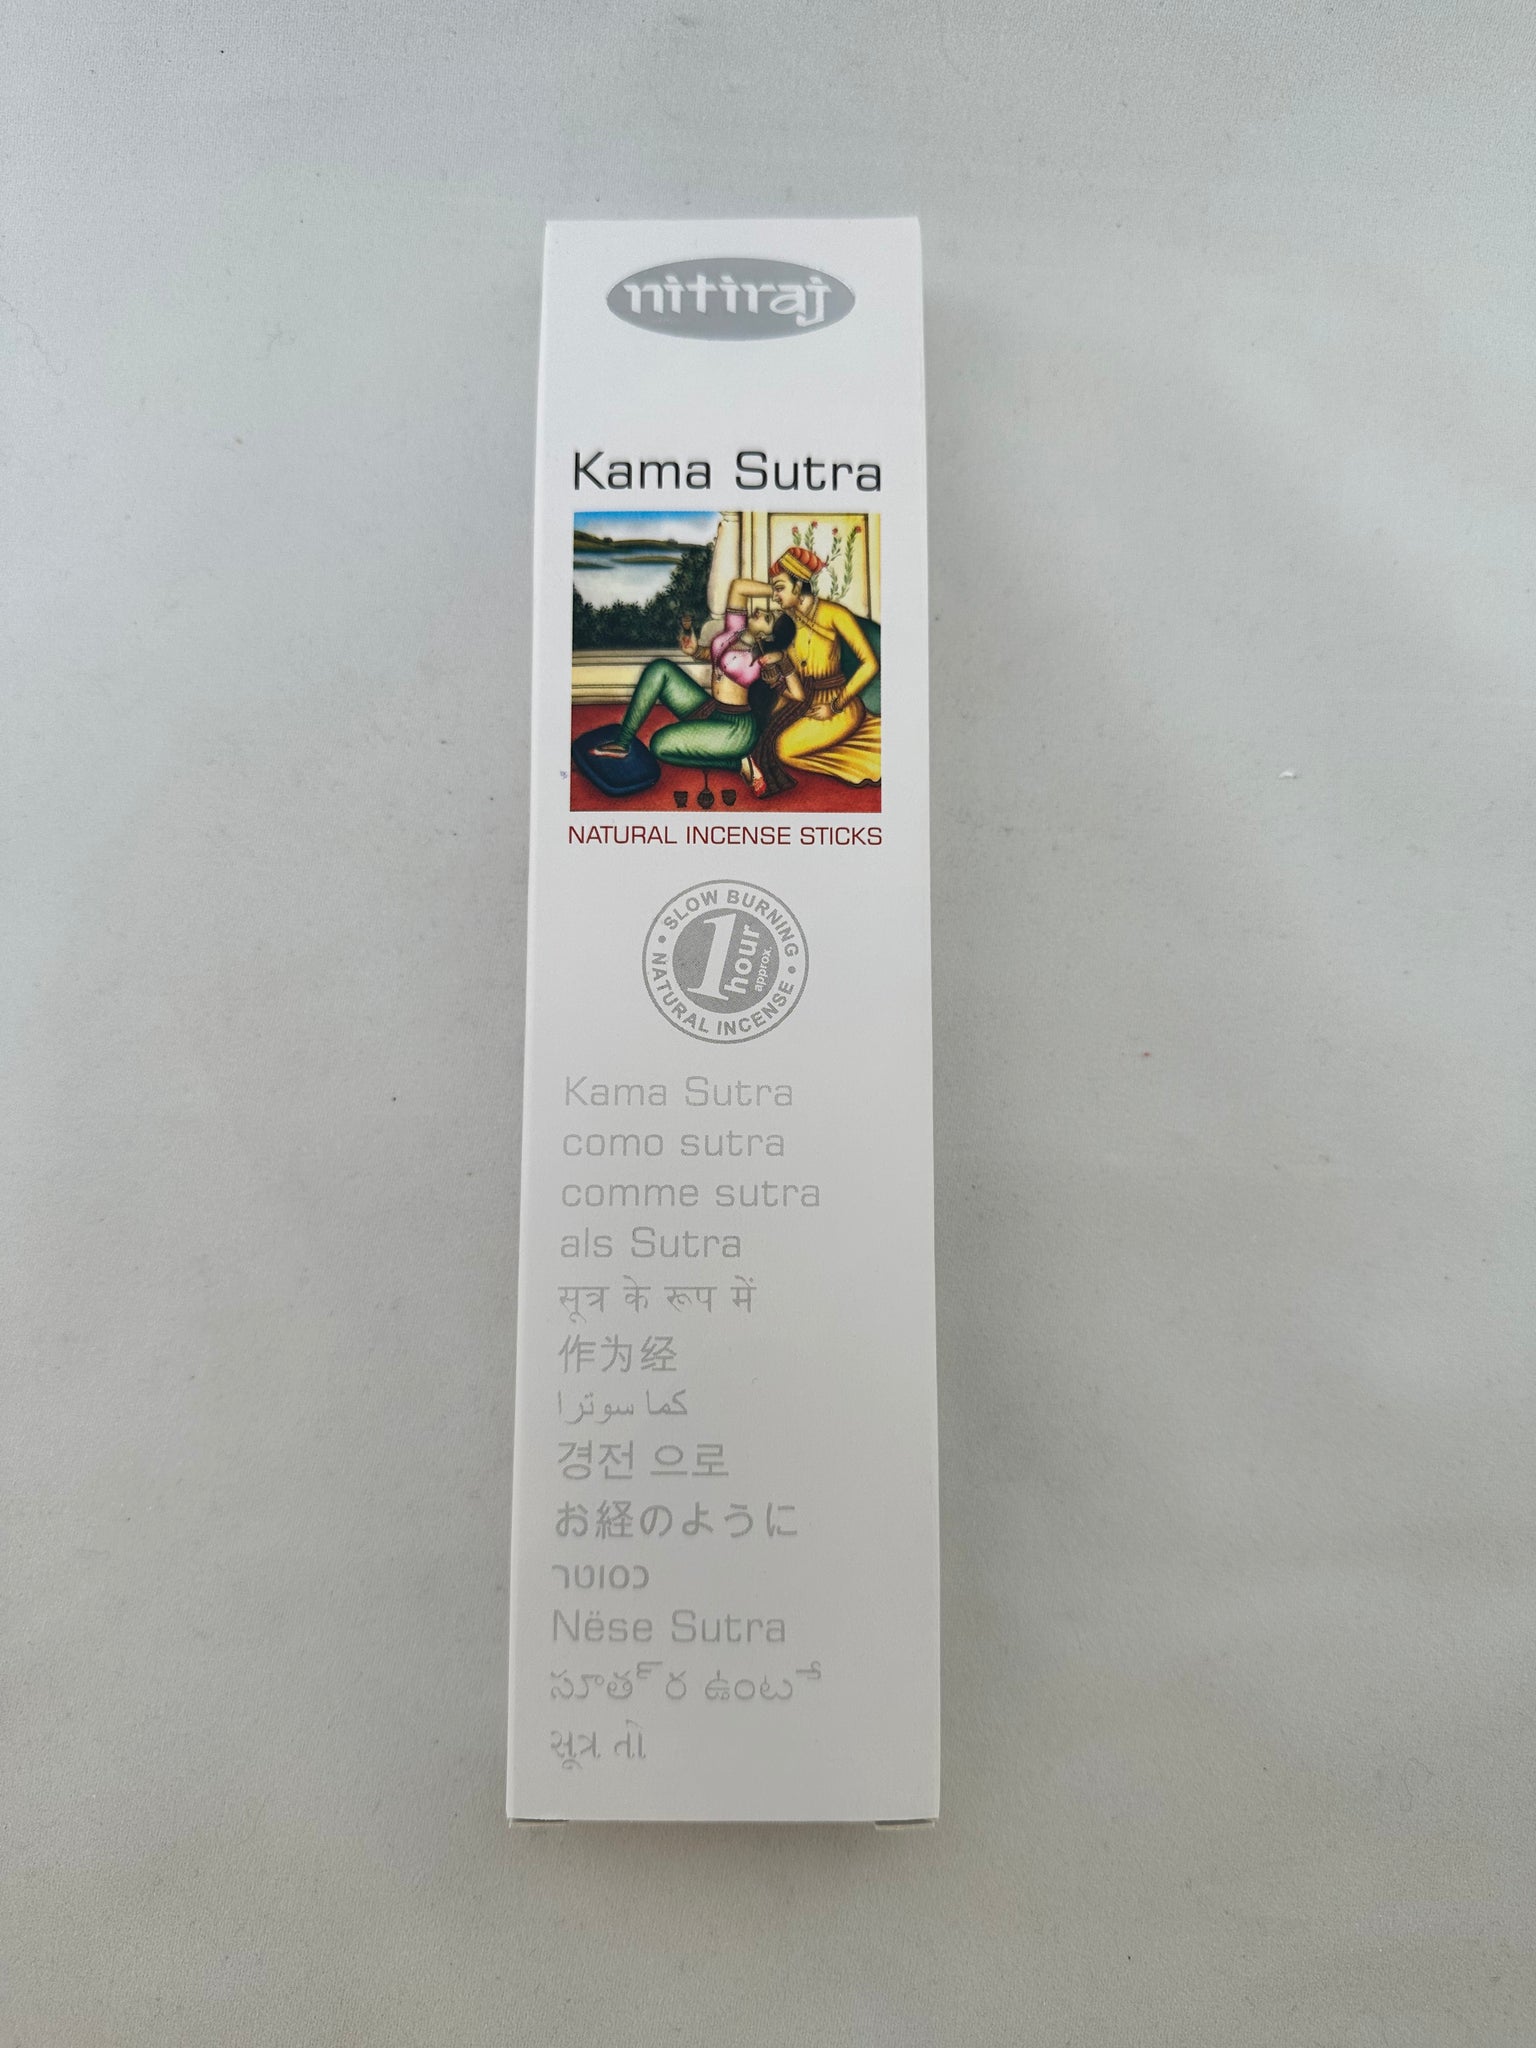 nitiraj
Kama Sutra
NATURAL INCENSE STICKS
SLOW BURNING
1 hour approx.
NATURAL INCENSE
Kama Sutra
como sutra
comme sutra
als Sutra
सूत्र के रूप में
作为经
كما سوترا
경전 으로
お経のように
כסוטר
Nëse Sutra
સૂત્ર તો